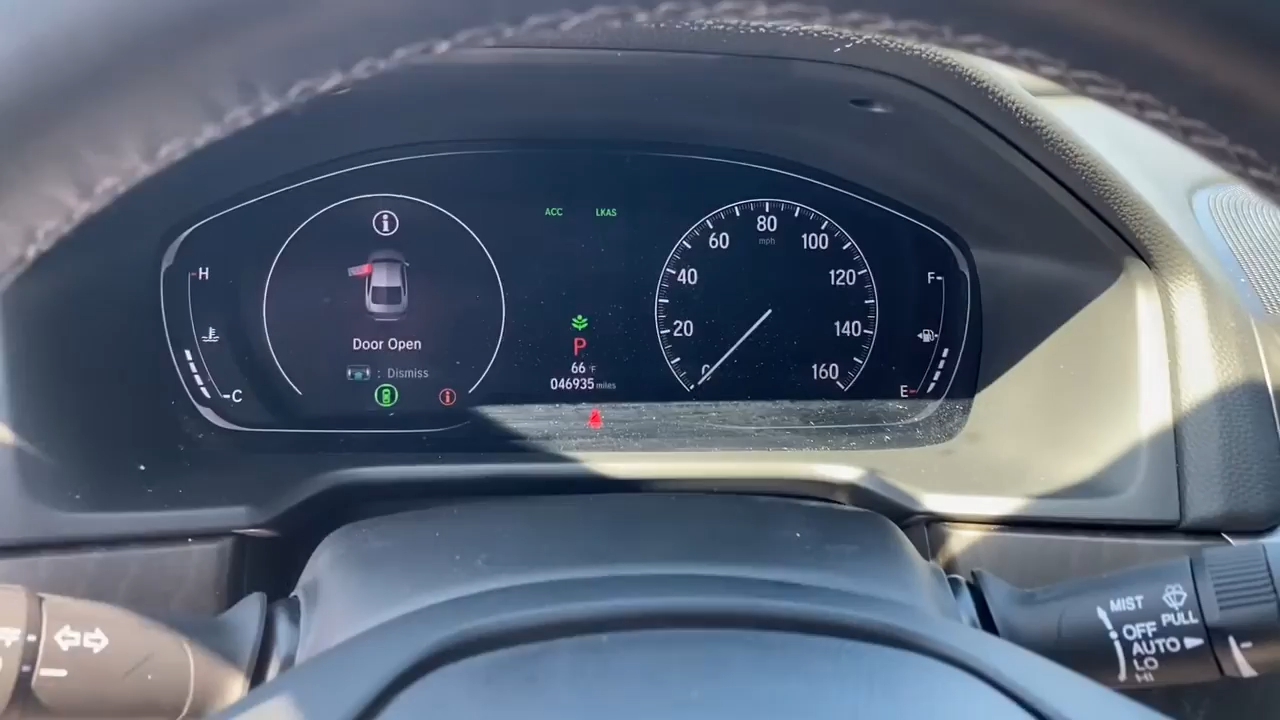 ACC LKAS
H
Door Open
: Dismiss
C
P
66 °F
046935 miles
0
20
40
60
80
mph
100
120
140
160
F
E
MIST
PULL
OFF
AUTO
LO
HI